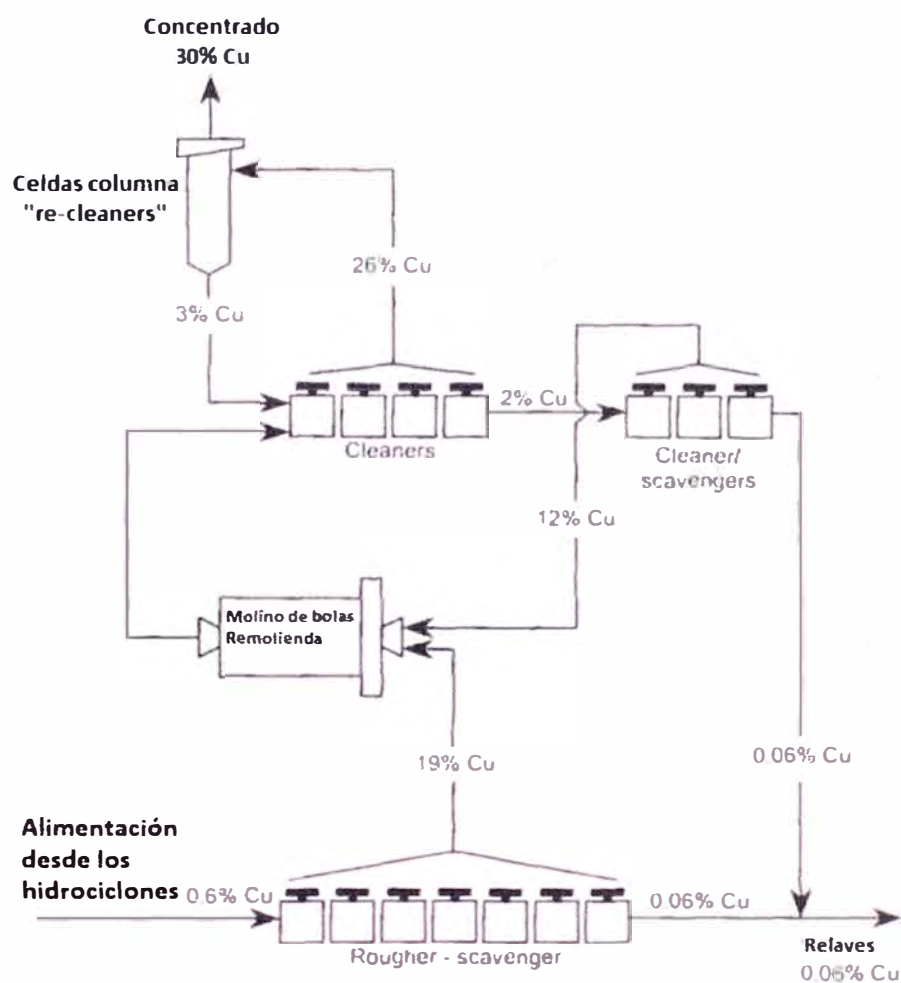 Concentrado
30% Cu
Celdas columna
"re-cleaners"
26% Cu
3% Cu
2% Cu
Cleaners
Cleaner/
scavengers
12% Cu
Molino de bolas
Remolienda
19% Cu
0.06% Cu
Alimentación
desde los
hidrociclones
0.6% Cu
0.06% Cu
Rougher - scavenger
Relaves
0.06% Cu